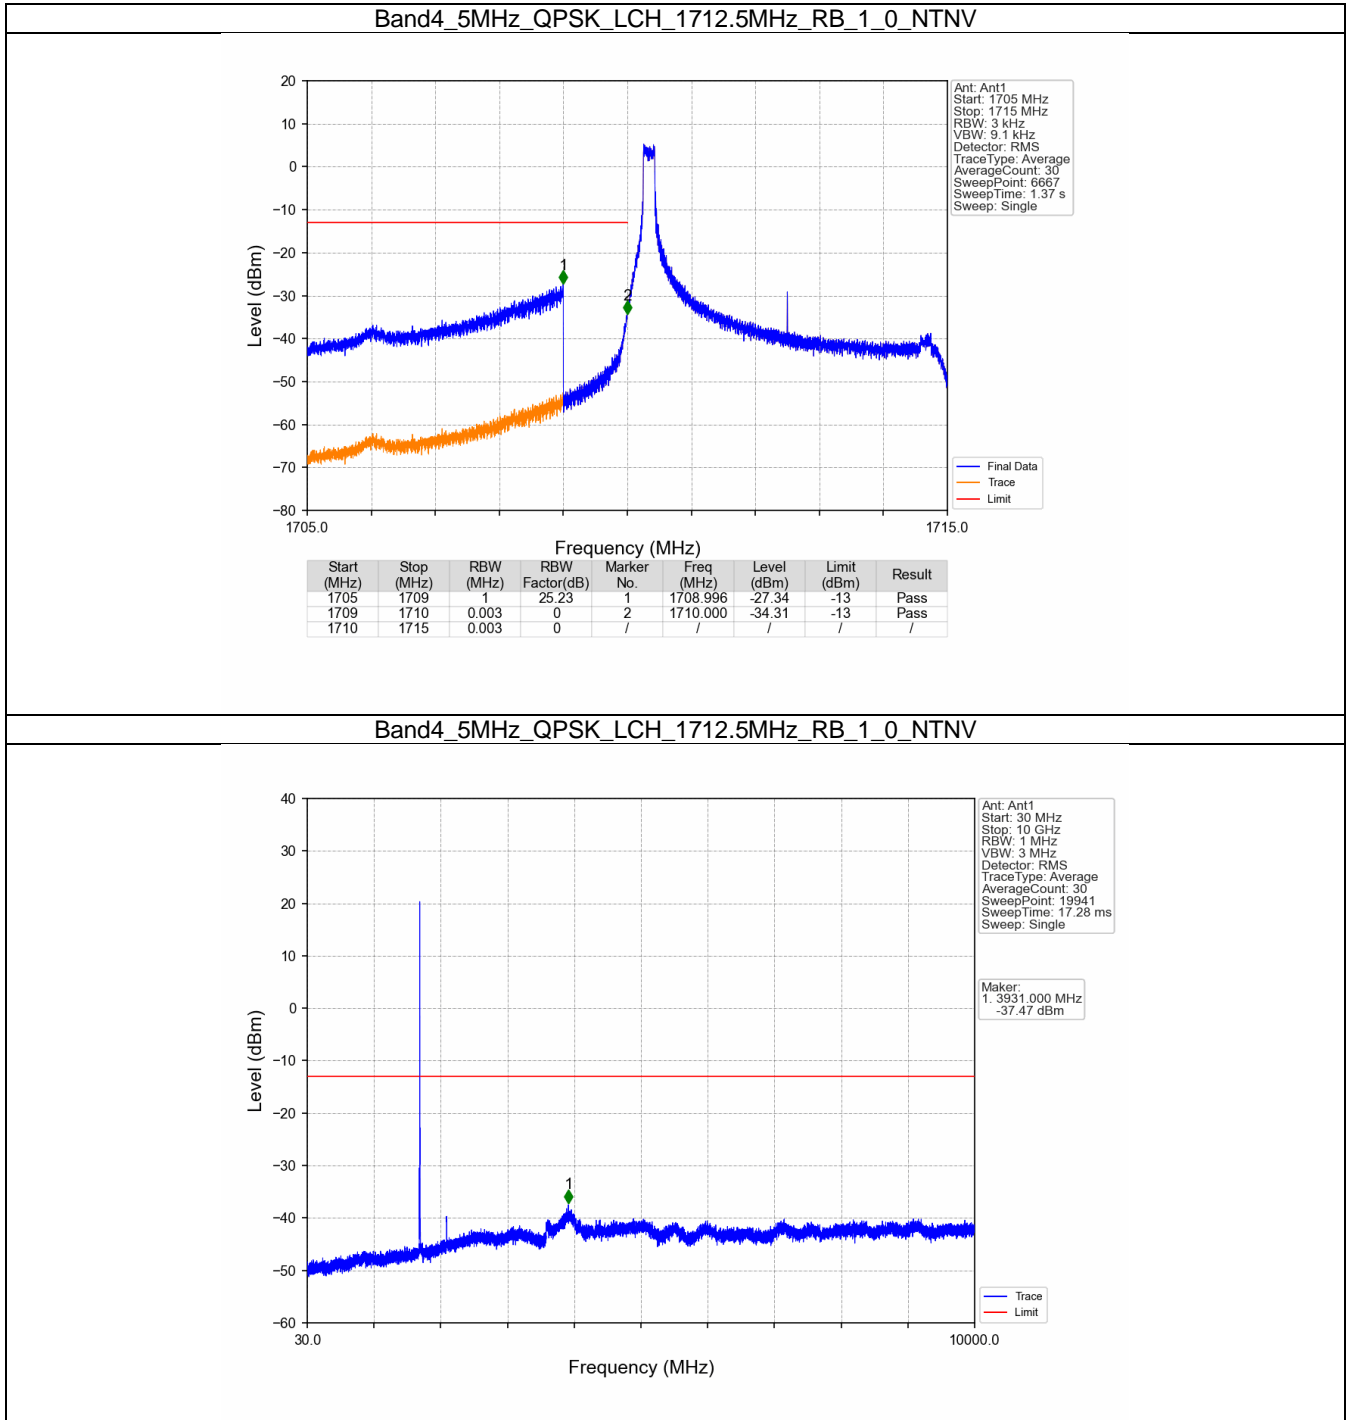 Band4_5MHz_QPSK_LCH_1712.5MHz_RB_1_0_NTNV
20
10
0
−10
−20
−30
−40
−50
−60
−70
−80
Level (dBm)
1
2
1705.0
1715.0
Frequency (MHz)
Ant: Ant1
Start: 1705 MHz
Stop: 1715 MHz
RBW: 3 kHz
VBW: 9.1 kHz
Detector: RMS
TraceType: Average
AverageCount: 30
SweepPoint: 6667
SweepTime: 1.37 s
Sweep: Single
Final Data
Trace
Limit
Start (MHz) Stop (MHz) RBW (MHz) RBW Factor(dB) Marker No. Freq (MHz) Level (dBm) Limit (dBm) Result
1705 1709 1 25.23 1 1708.996 -27.34 -13 Pass
1709 1710 0.003 0 2 1710.000 -34.31 -13 Pass
1710 1715 0.003 0 / / / / /
Band4_5MHz_QPSK_LCH_1712.5MHz_RB_1_0_NTNV
40
30
20
10
0
−10
−20
−30
−40
−50
−60
Level (dBm)
1
30.0
10000.0
Frequency (MHz)
Ant: Ant1
Start: 30 MHz
Stop: 10 GHz
RBW: 1 MHz
VBW: 3 MHz
Detector: RMS
TraceType: Average
AverageCount: 30
SweepPoint: 19941
SweepTime: 17.28 ms
Sweep: Single
Maker:
1. 3931.000 MHz
-37.47 dBm
Trace
Limit